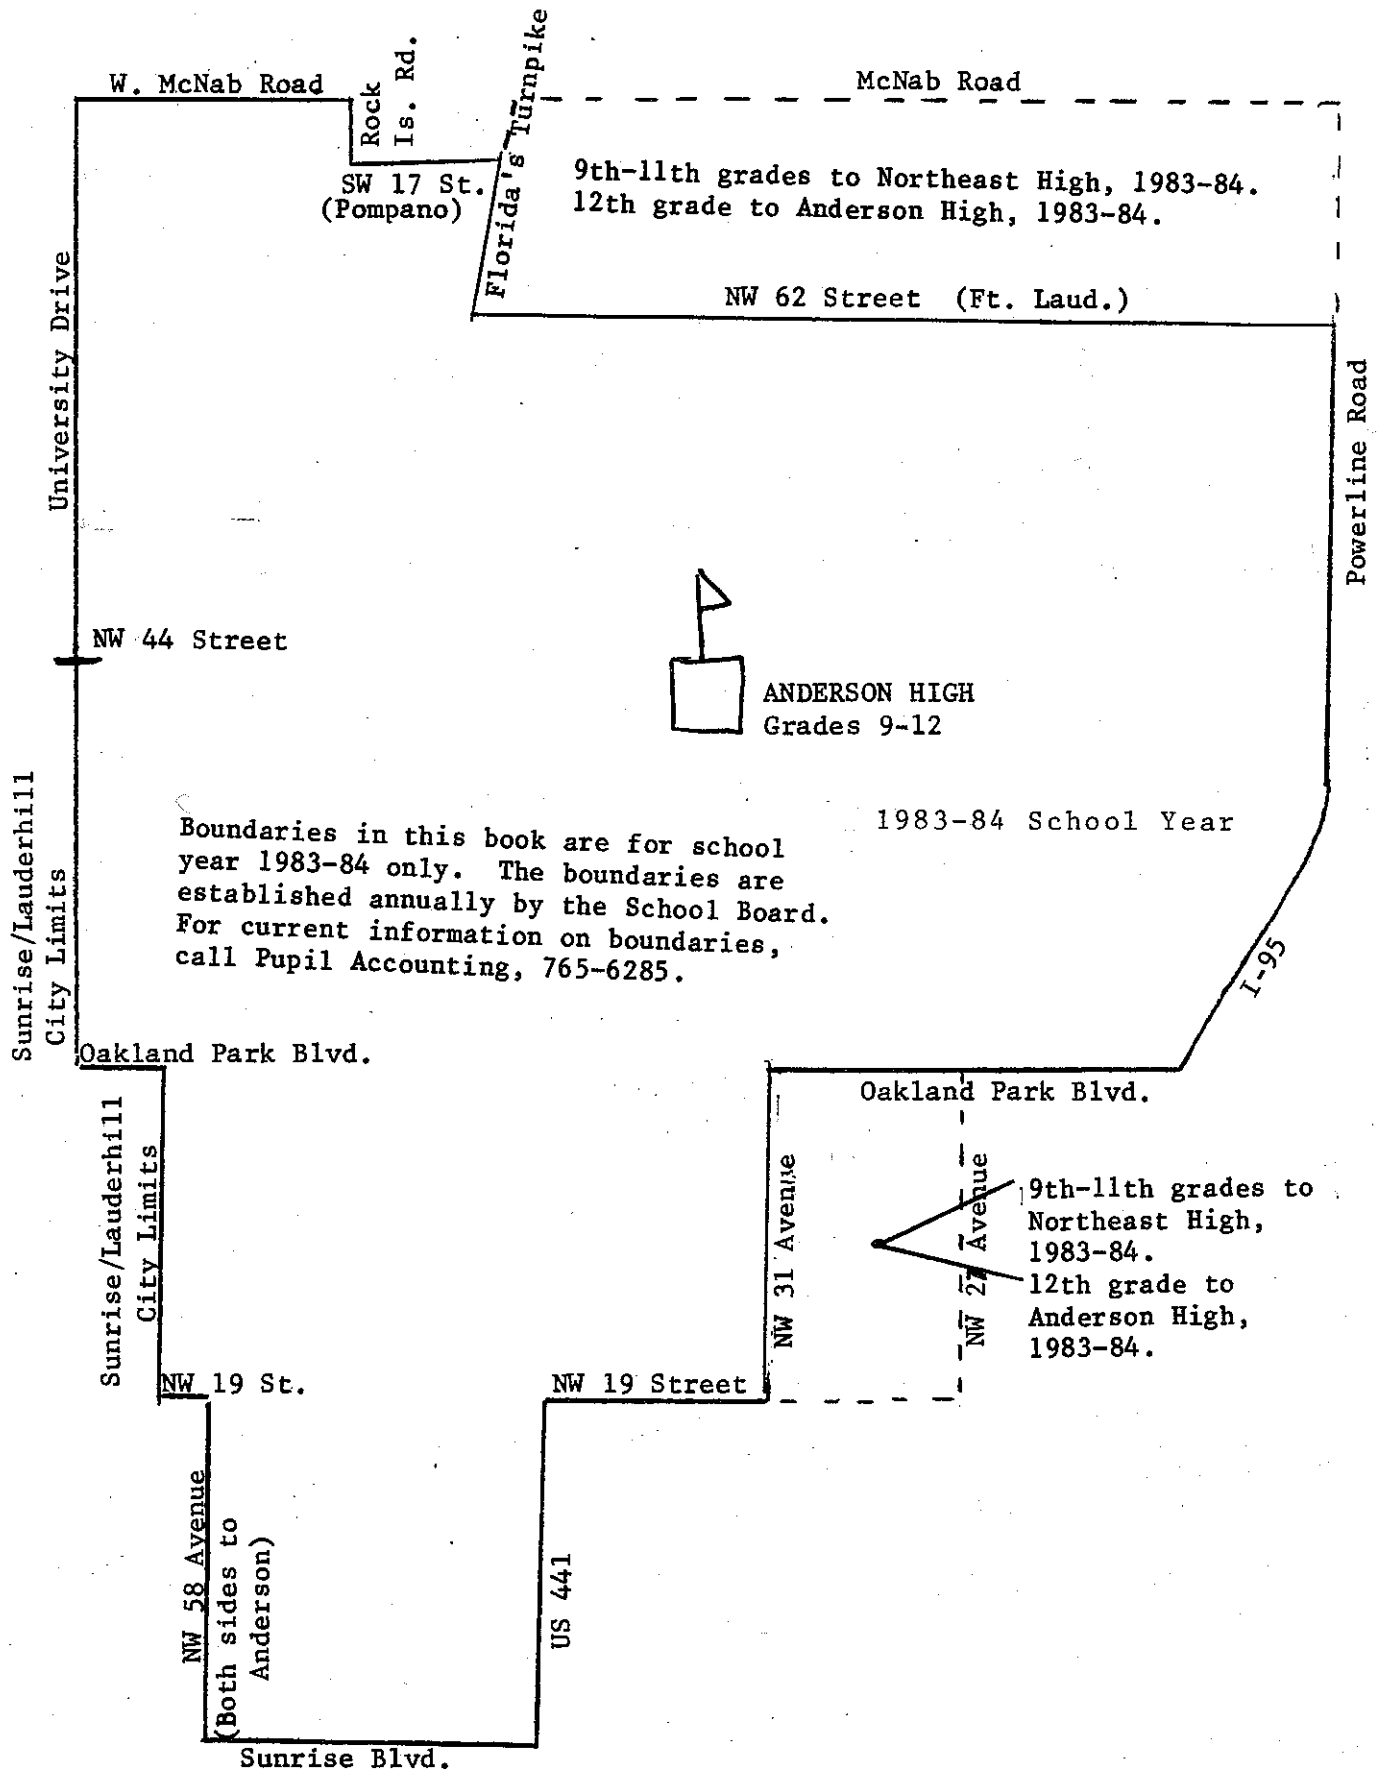 W. McNab Road
Rock
Is. Rd.
Florida's Turnpike
McNab Road
SW 17 St.
(Pompano)
9th-11th grades to Northeast High, 1983-84.
12th grade to Anderson High, 1983-84.
NW 62 Street (Ft. Laud.)
University Drive
Powerline Road
NW 44 Street
ANDERSON HIGH
Grades 9-12
Sunrise/Lauderhill
City Limits
1983-84 School Year
Boundaries in this book are for school
year 1983-84 only. The boundaries are
established annually by the School Board.
For current information on boundaries,
call Pupil Accounting, 765-6285.
I-95
Oakland Park Blvd.
Oakland Park Blvd.
Sunrise/Lauderhill
City Limits
NW 31 Avenue
NW 27 Avenue
9th-11th grades to
Northeast High,
1983-84.
12th grade to
Anderson High,
1983-84.
NW 19 St.
NW 19 Street
NW 58 Avenue
(Both sides to
Anderson)
US 441
Sunrise Blvd.